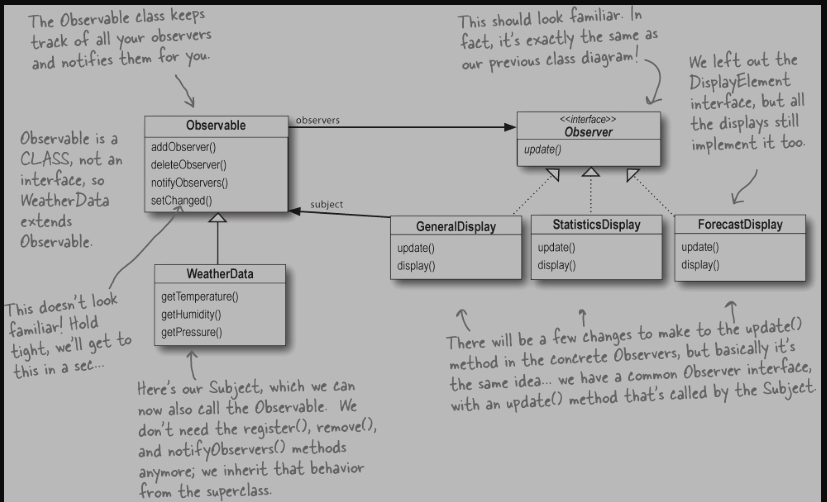 The Observable class keeps
track of all your observers
and notifies them for you.
This should look familiar. In
fact, it's exactly the same as
our previous class diagram!
We left out the
DisplayElement
interface, but all
the displays still
implement it too.
Observable is a
CLASS, not an
interface, so
WeatherData
extends
Observable.
Observable
addObserver()
deleteObserver()
notifyObservers()
setChanged()
observers
<<interface>>
Observer
update()
subject
GeneralDisplay
update()
display()
StatisticsDisplay
update()
display()
ForecastDisplay
update()
display()
WeatherData
getTemperature()
getHumidity()
getPressure()
This doesn't look
familiar! Hold
tight, we'll get to
this in a sec...
Here's our Subject, which we can
now also call the Observable. We
don't need the register(), remove(),
and notifyObservers() methods
anymore; we inherit that behavior
from the superclass.
There will be a few changes to make to the update()
method in the concrete Observers, but basically it's
the same idea... we have a common Observer interface,
with an update() method that's called by the Subject.